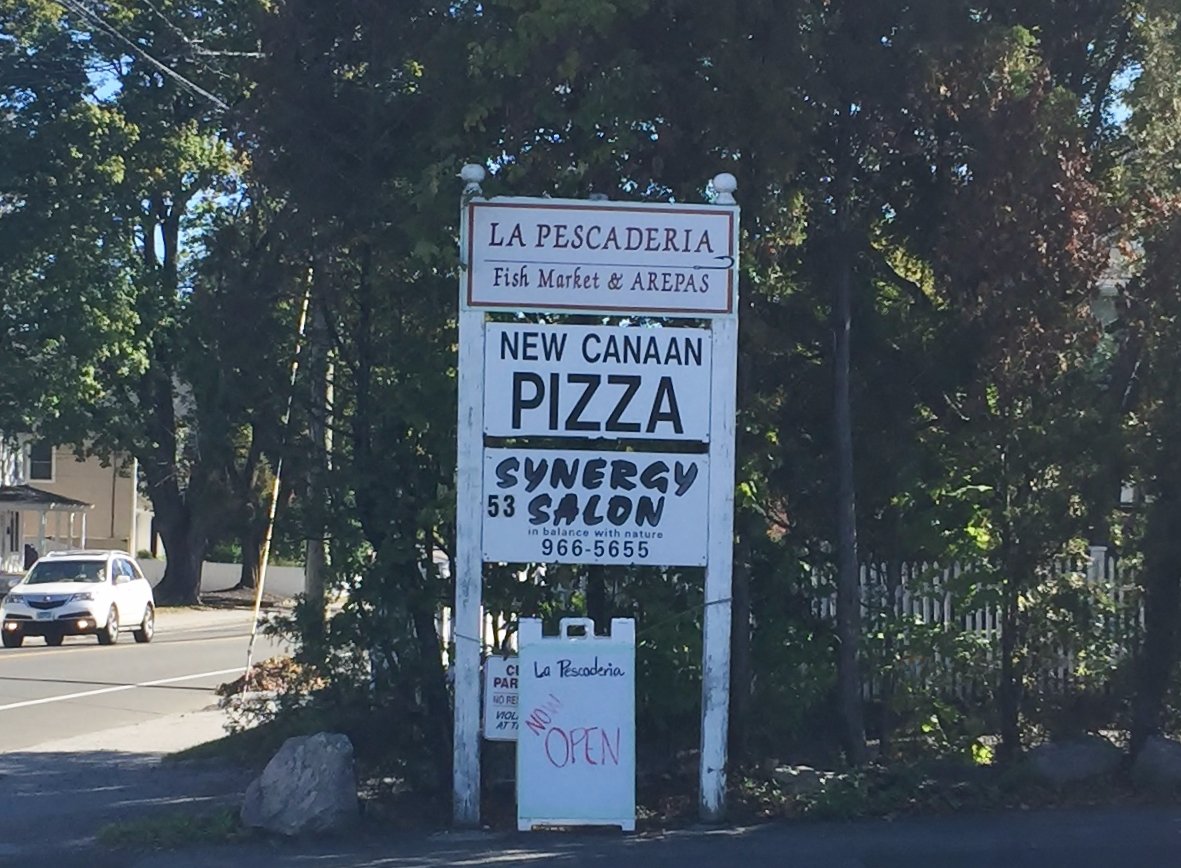 LA PESCADERIA
Fish Market & AREPAS
NEW CANAAN
PIZZA
SYNERGY
53 SALON
in balance with nature
966-5655
La Pescaderia
NOW
OPEN
NO